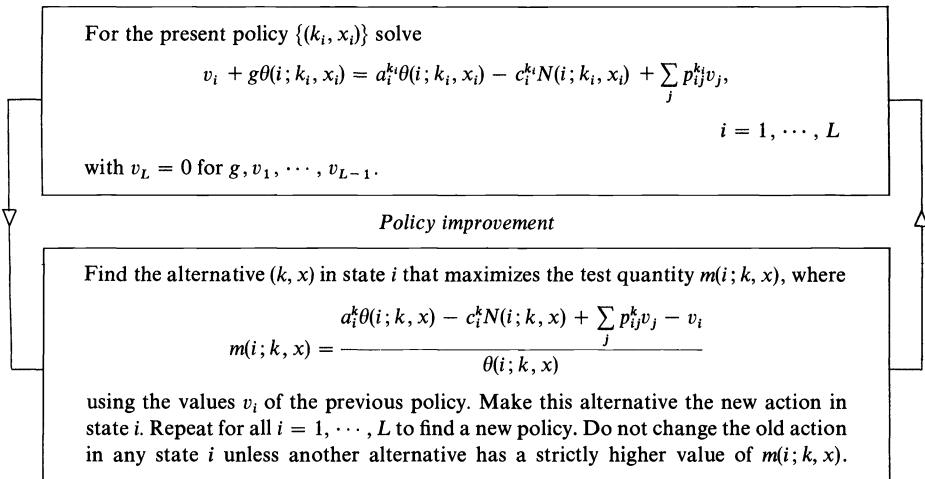 For the present policy {(k_i, x_i)} solve
v_i + gθ(i; k_i, x_i) = a_i^{k_i}θ(i; k_i, x_i) − c_i^{k_i}N(i; k_i, x_i) + ∑_j p_{ij}^{k_i}v_j,
i = 1, ⋯, L
with v_L = 0 for g, v_1, ⋯, v_{L−1}.
Policy improvement
Find the alternative (k, x) in state i that maximizes the test quantity m(i; k, x), where
m(i; k, x) = \frac{a_i^kθ(i; k, x) − c_i^kN(i; k, x) + ∑_j p_{ij}^kv_j − v_i}{θ(i; k, x)}
using the values v_i of the previous policy. Make this alternative the new action in
state i. Repeat for all i = 1, ⋯, L to find a new policy. Do not change the old action
in any state i unless another alternative has a strictly higher value of m(i; k, x).